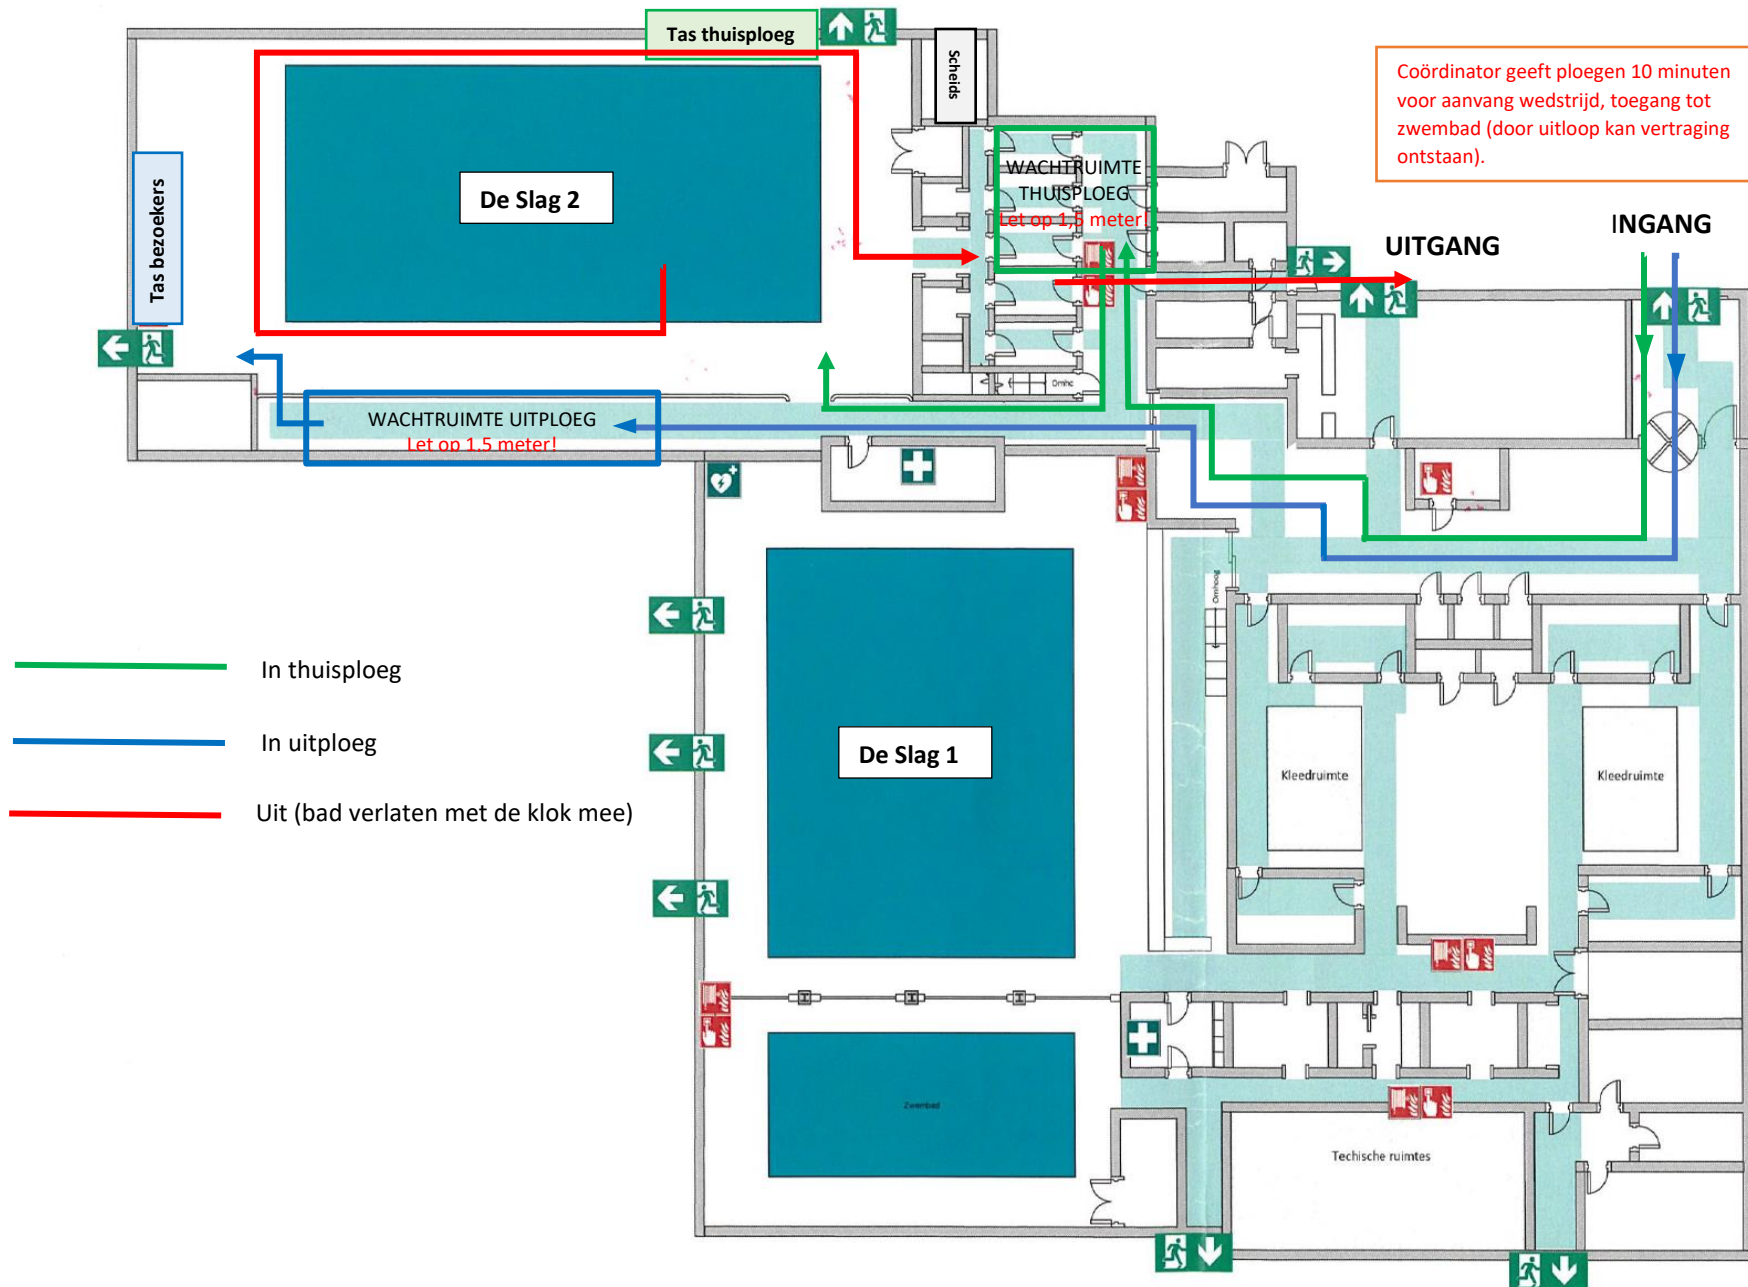 Tas thuisploeg
Scheids
Coördinator geeft ploegen 10 minuten
voor aanvang wedstrijd, toegang tot
zwembad (door uitloop kan vertraging
ontstaan).
WACHTRUIMTE
THUISPLOEG
Let op 1,5 meter!
De Slag 2
Tas bezoekers
UITGANG
INGANG
Omho
WACHTRUIMTE UITPLOEG
Let op 1,5 meter!
Omhoog
In thuisploeg
In uitploeg
Uit (bad verlaten met de klok mee)
De Slag 1
Kleedruimte
Kleedruimte
Zwembad
Techische ruimtes